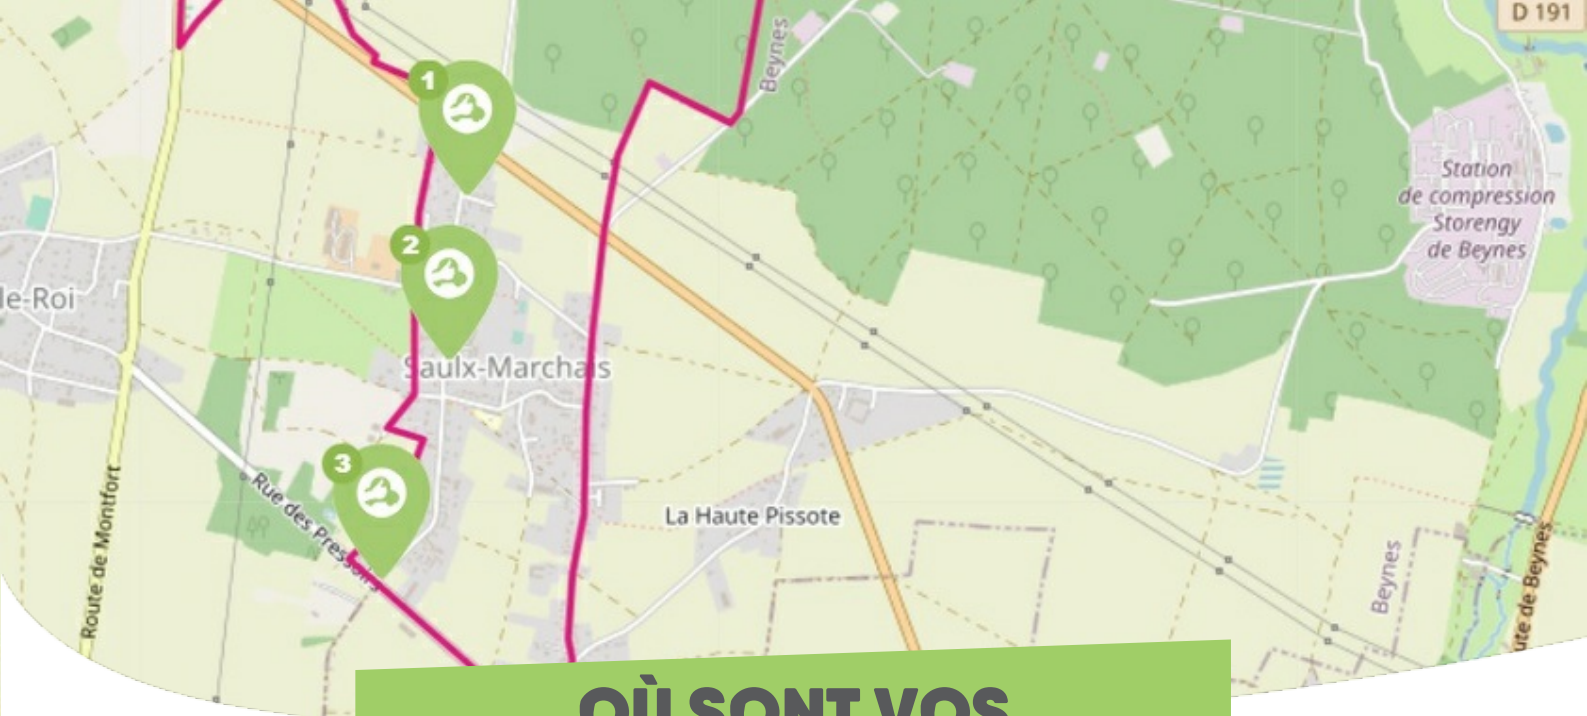 D 191
Beynes
1
Station
de compression
Storengy
de Beynes
2
le-Roi
Saulx-Marchais
3
Rue des Pressoirs
La Haute Pissote
Route de Montfort
Beynes
ute de Beynes
OÙ SONT VOS